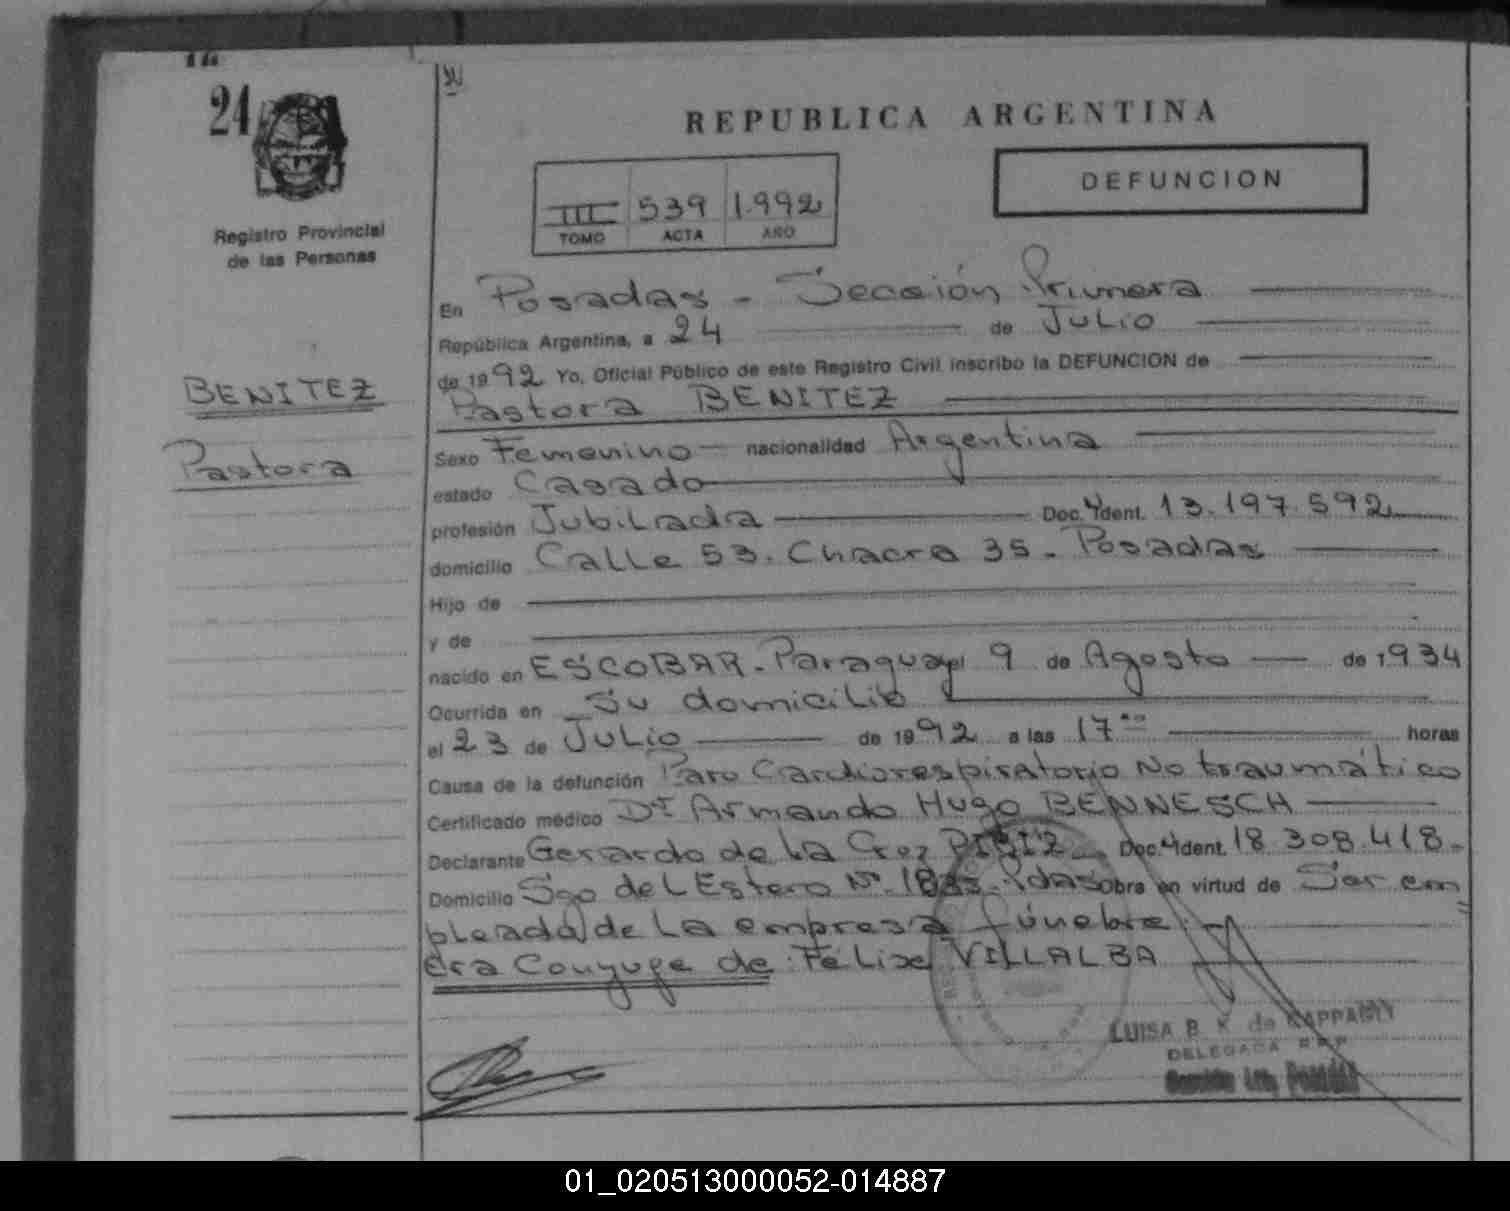 24
REPUBLICA ARGENTINA
DEFUNCION
III 539 1.992
TOMO ACTA AÑO
Registro Provincial
de las Personas
BENITEZ
Pastora
En Posadas - Sección Primera
República Argentina, a 24 de Julio
de 1992 Yo, Oficial Público de este Registro Civil inscribo la DEFUNCION de
Pastora BENITEZ
Sexo Femenino nacionalidad Argentina
estado Casado
profesión Jubilada Doc. Ident. 13.197.592
domicilio Calle 53. Chacra 35. Posadas
Hijo de
y de
nacido en ESCOBAR. Paraguay el 9 de Agosto de 1934
Ocurrida en Su domicilio
el 23 de Julio de 1992 a las 17 horas
Causa de la defunción Paro Cardiorespiratorio No traumático
Certificado médico Dr Armando Hugo BENNESCH
Declarante Gerardo de La Cruz Doc. Ident. 18.308.418.
Domicilio Sgo del Estero Nº Pdas Obra en virtud de Ser em
pleada de La empresa fúnebre.
era Conyuge de: Felixe VILLALBA
LUISA B. K. de
DELEGADA R.P.P
Sección 1ra. POSADAS
01_020513000052-014887